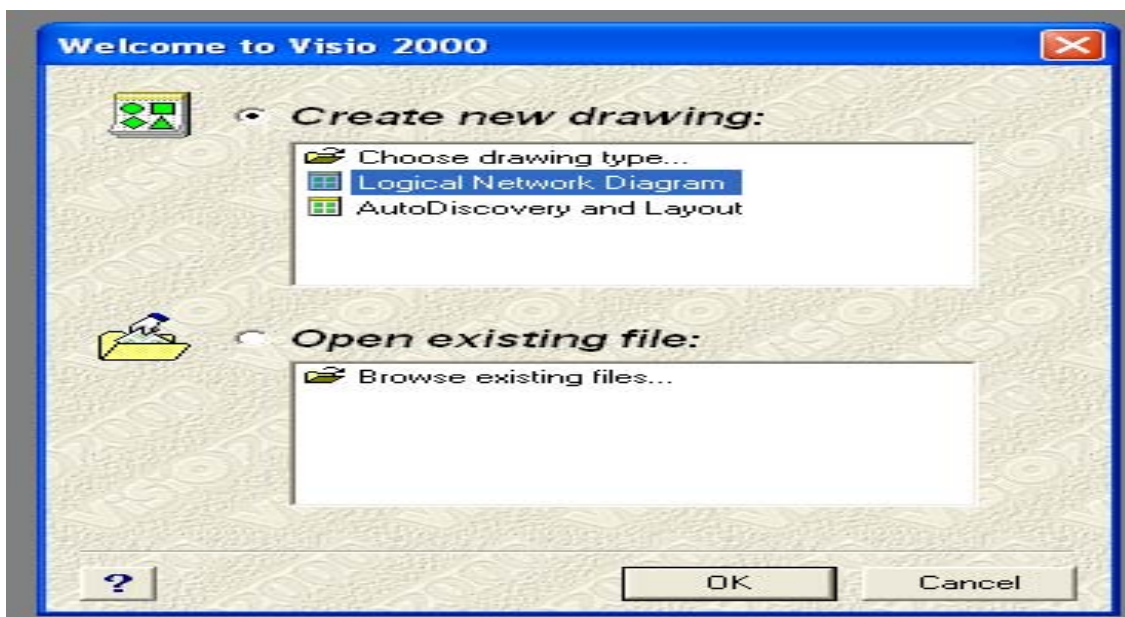 Welcome to Visio 2000
Create new drawing:
Choose drawing type...
Logical Network Diagram
AutoDiscovery and Layout
Open existing file:
Browse existing files...
?
OK
Cancel